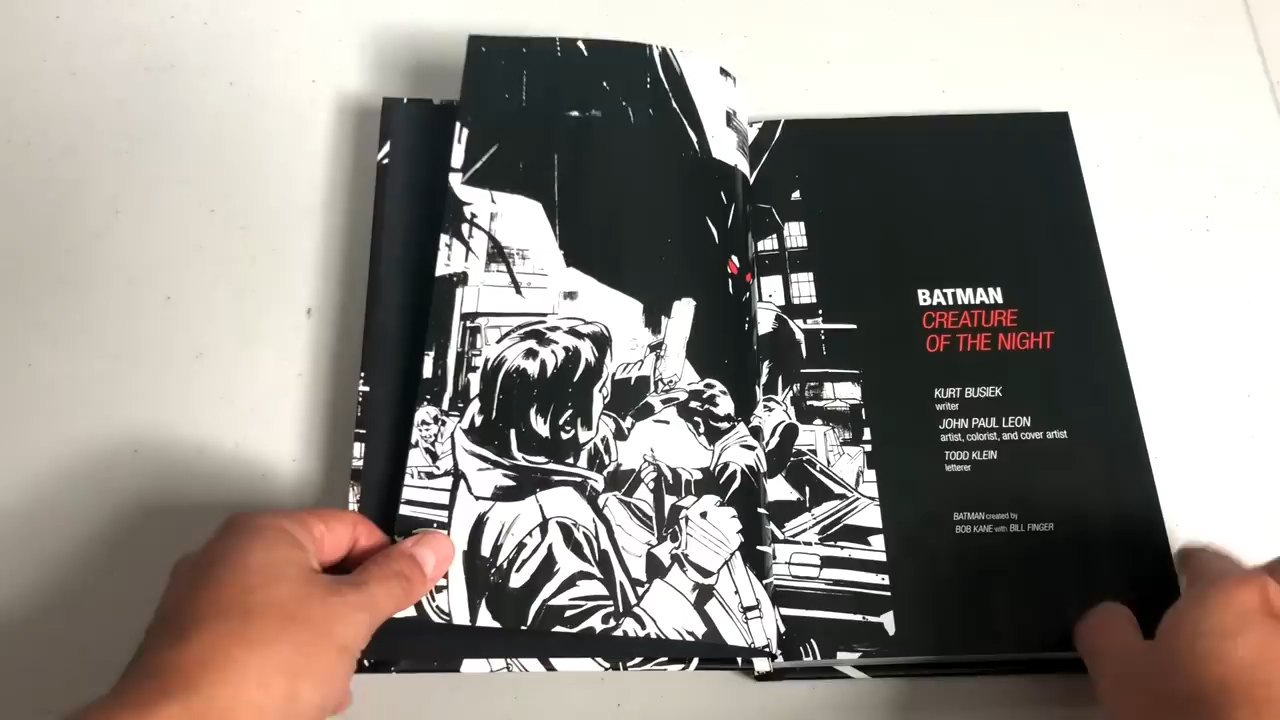 BATMAN
CREATURE
OF THE NIGHT
KURT BUSIEK
writer
JOHN PAUL LEON
artist, colorist, and cover artist
TODD KLEIN
letterer
BATMAN created by
BOB KANE with BILL FINGER